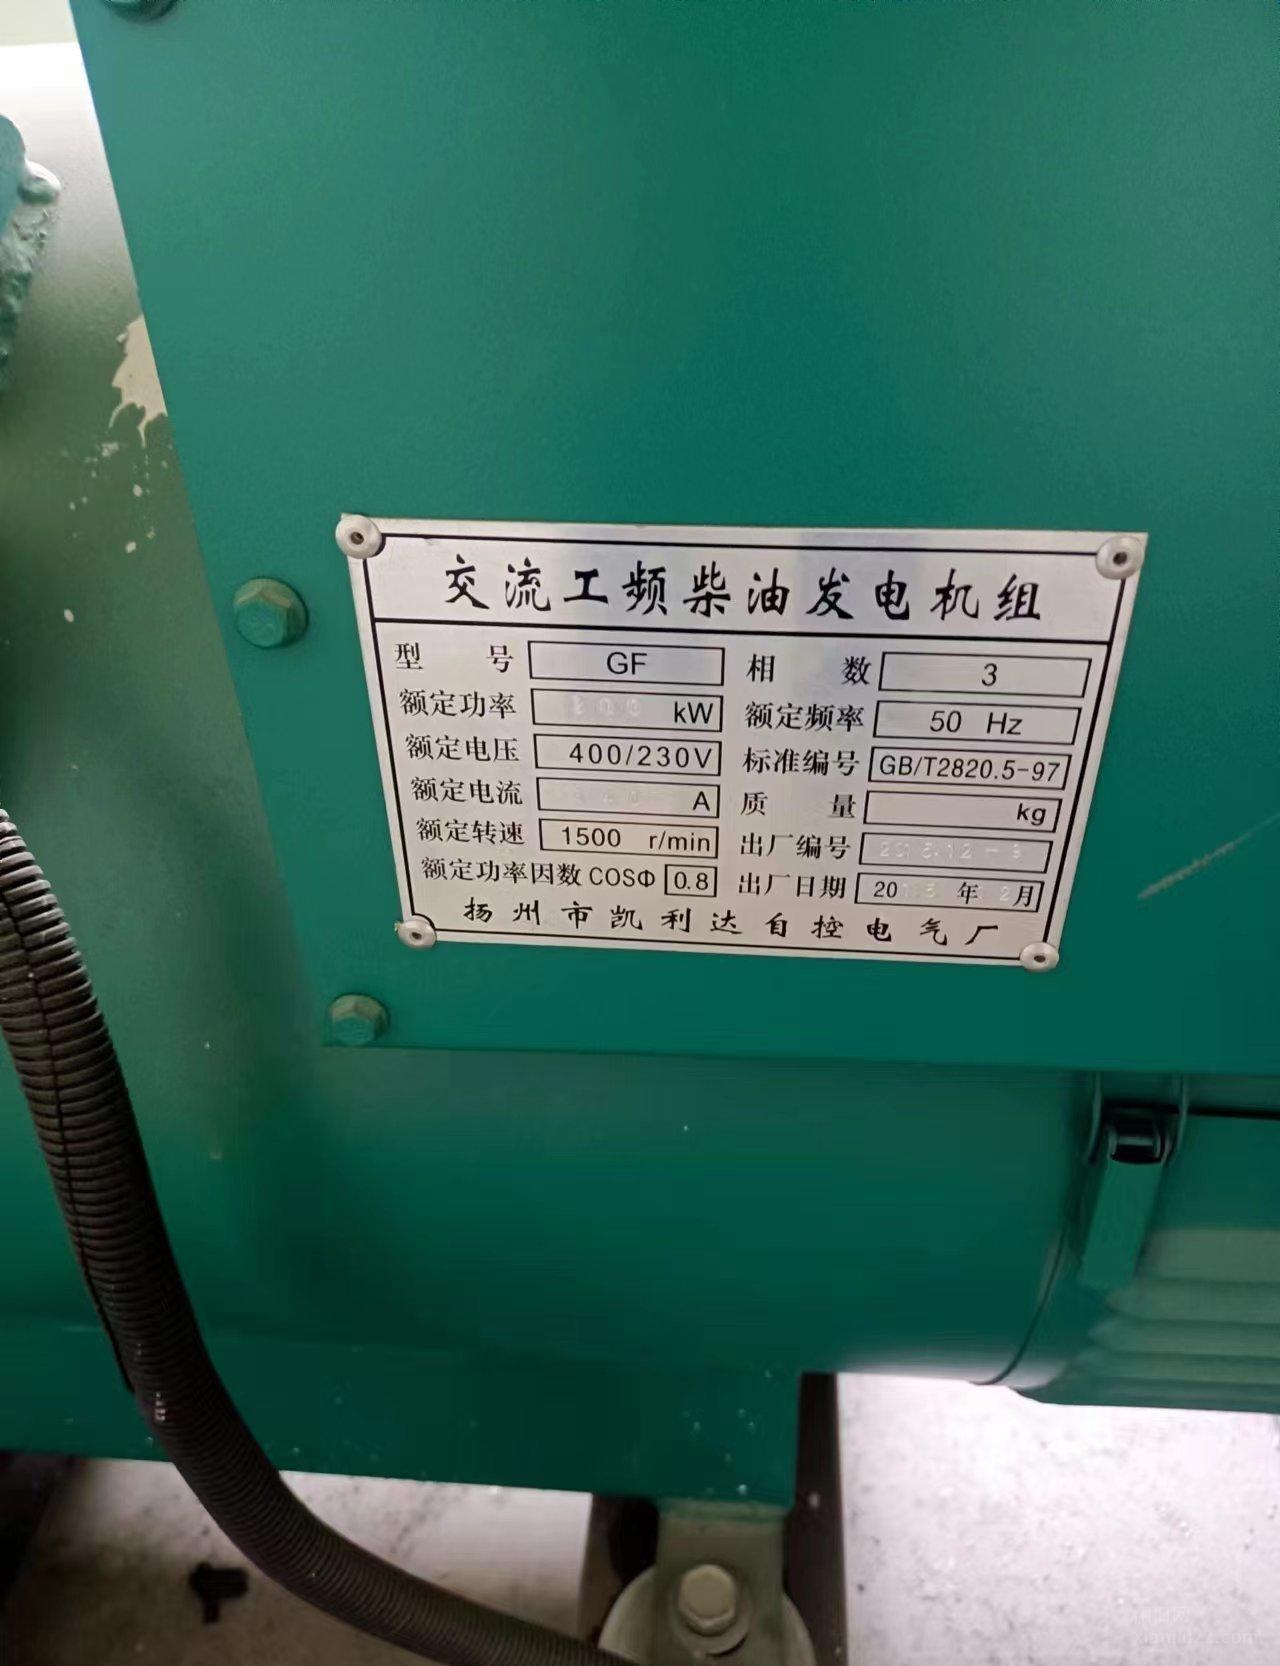 交流工频柴油发电机组
型 号 GF 相 数 3
额定功率 kW 额定频率 50 Hz
额定电压 400/230V 标准编号 GB/T2820.5-97
额定电流 A 质 量 kg
额定转速 1500 r/min 出厂编号
额定功率因数 COSΦ 0.8 出厂日期 20 年 2月
扬州市凯利达自控电气厂